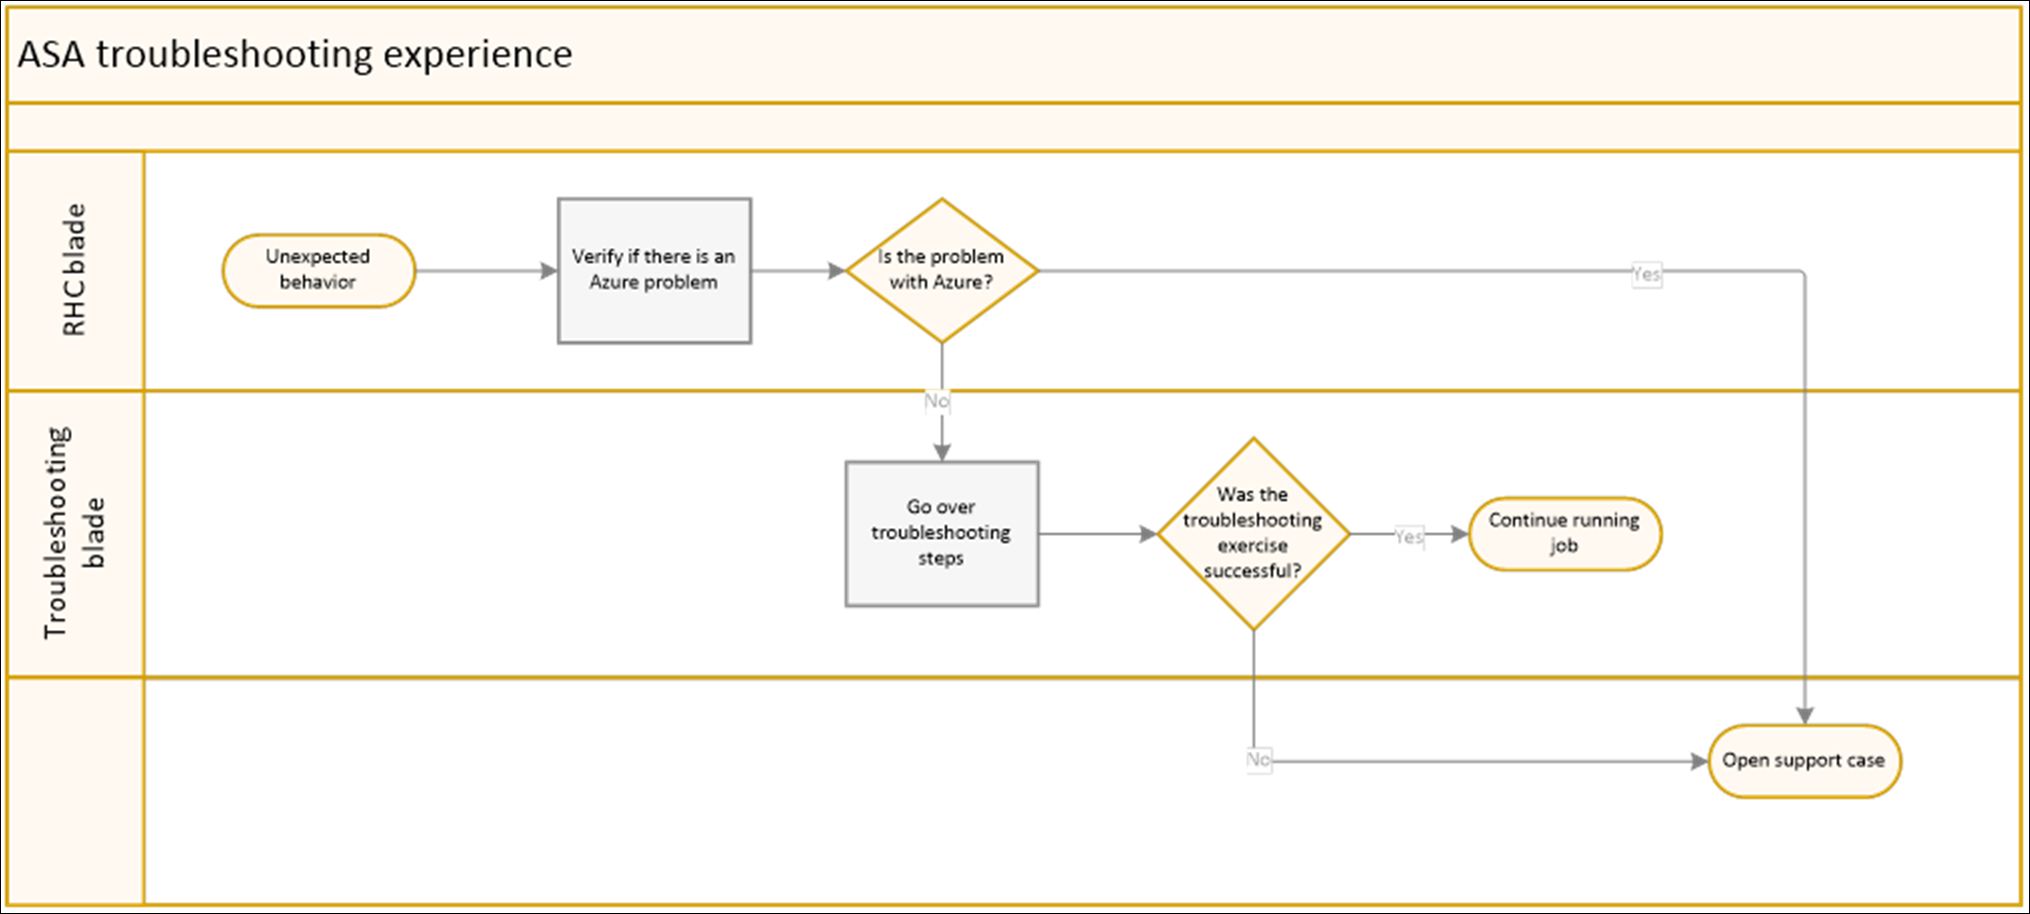 ASA troubleshooting experience
RHC blade
Unexpected
behavior
Verify if there is an
Azure problem
Is the problem
with Azure?
Yes
No
Troubleshooting
blade
Go over
troubleshooting
steps
Was the
troubleshooting
exercise
successful?
Yes
Continue running
job
No
Open support case